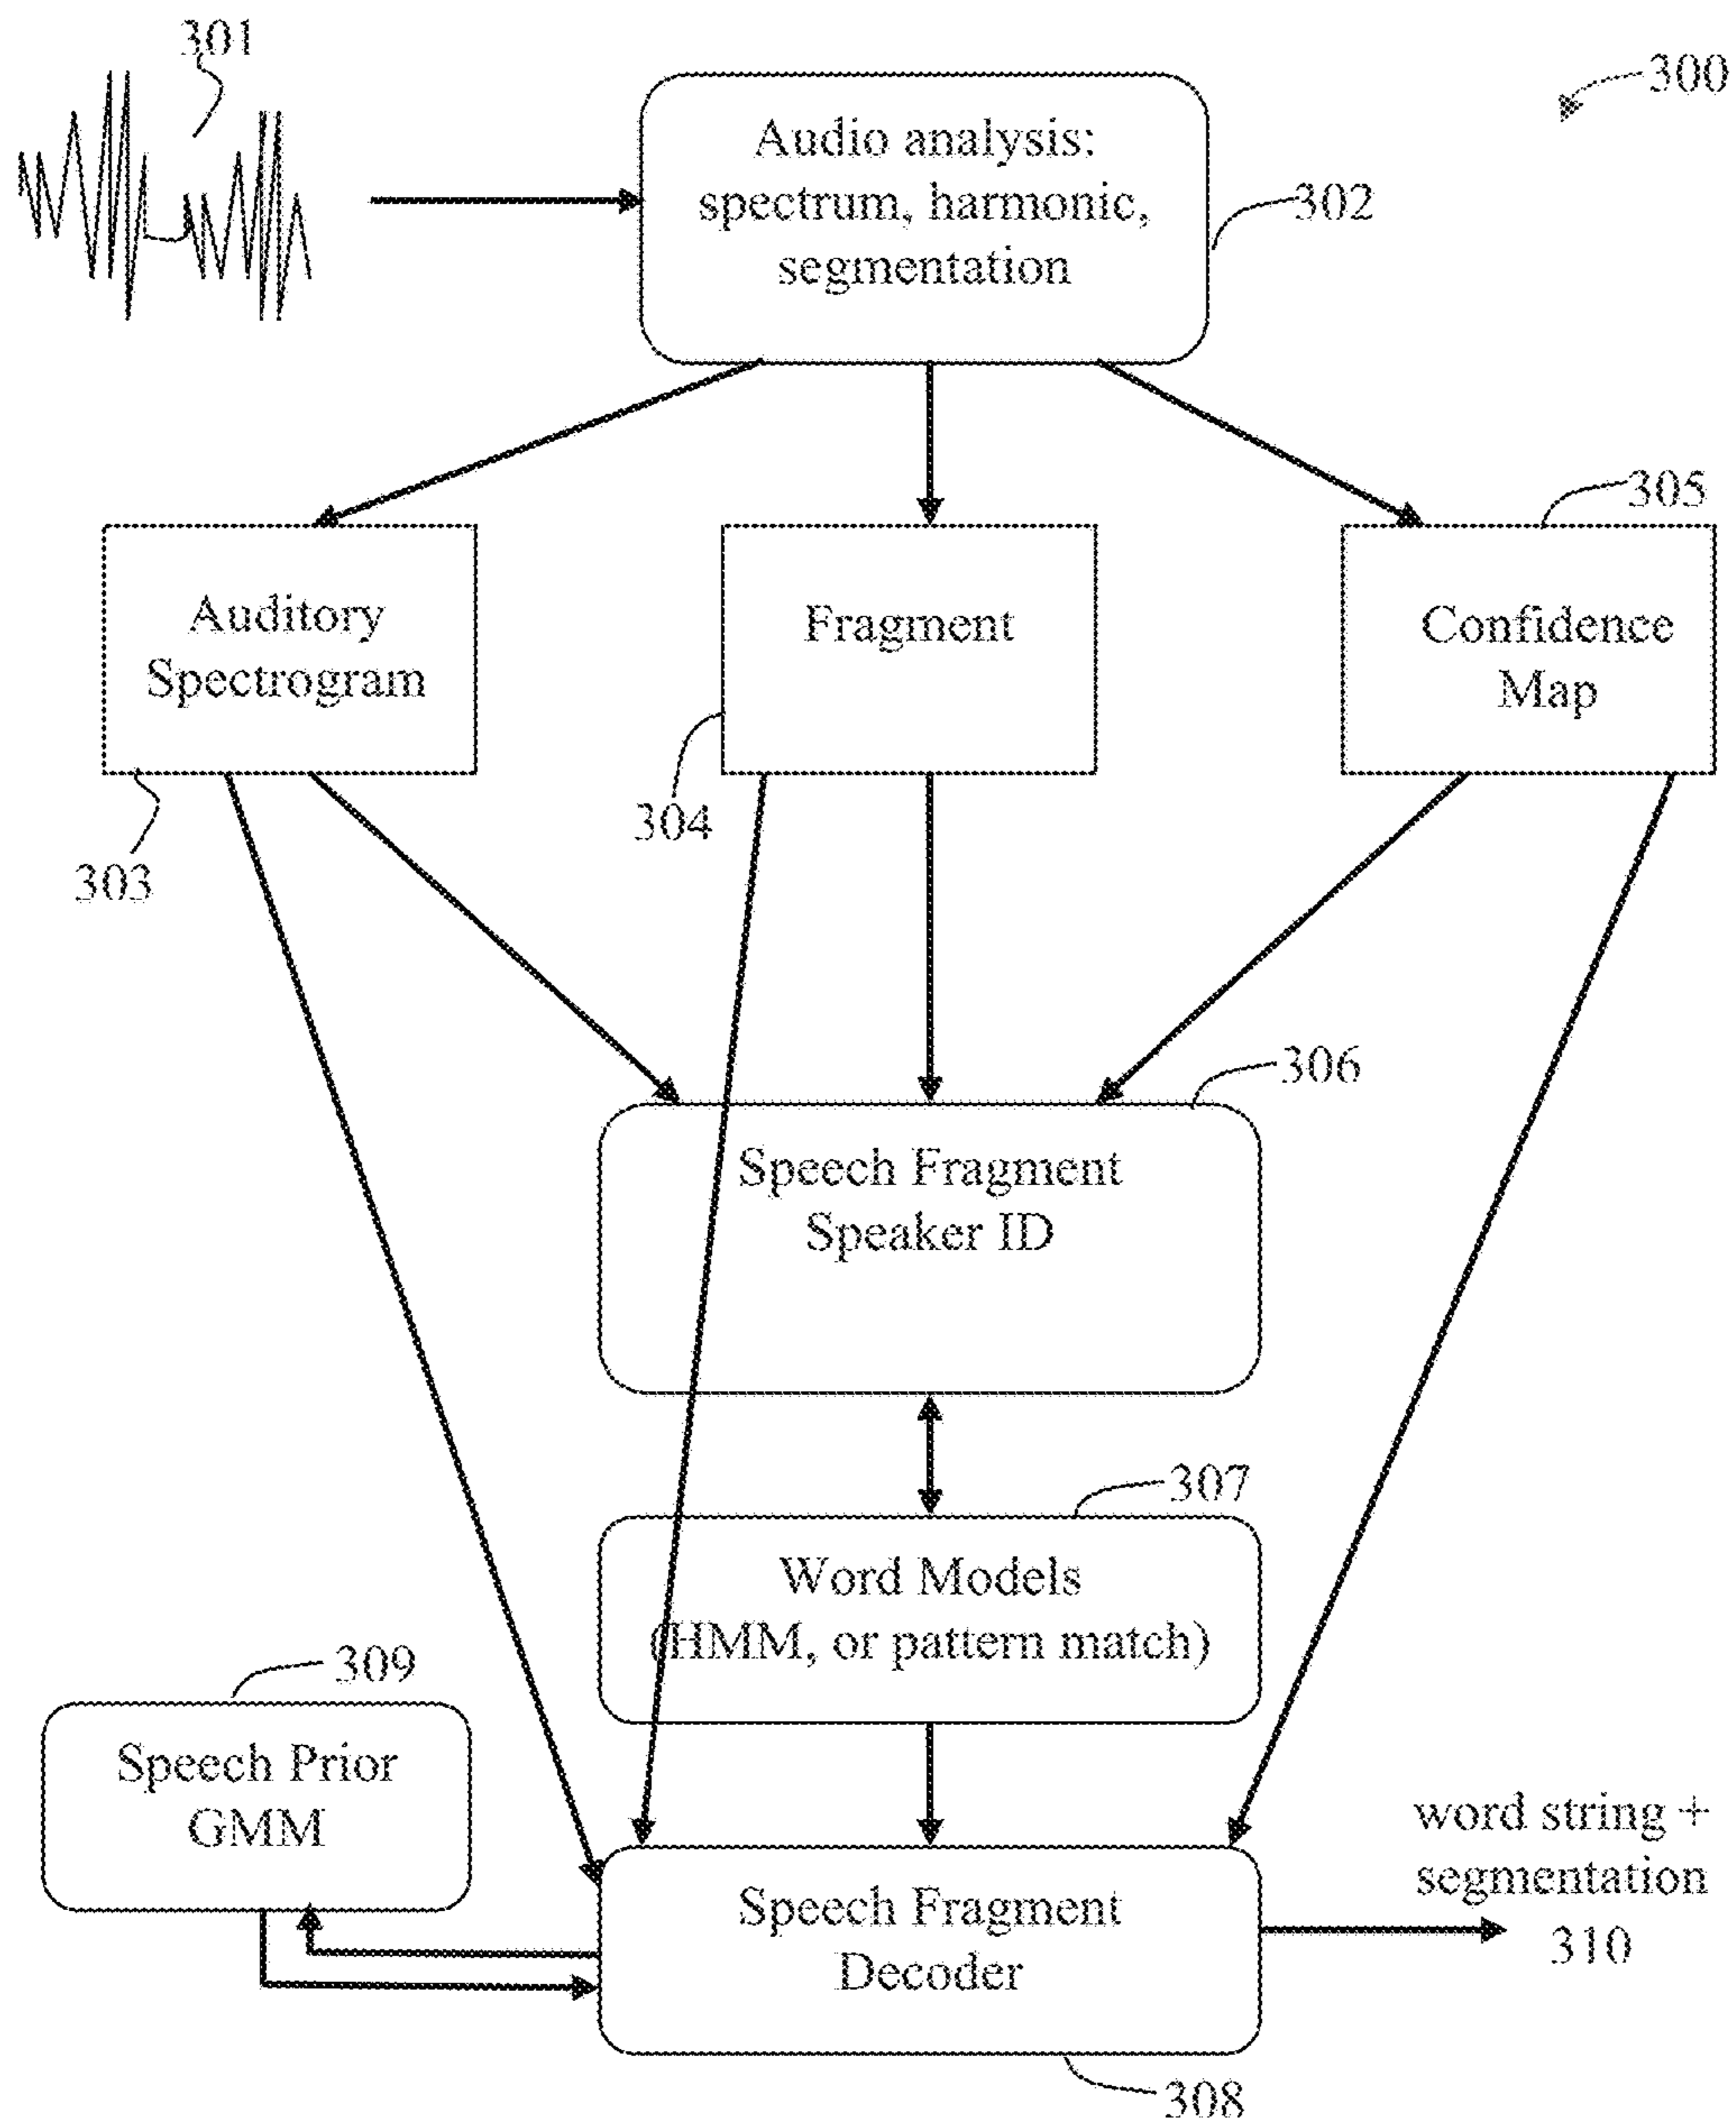 301
300
Audio analysis:
spectrum, harmonic,
segmentation
302
305
Auditory
Spectrogram
Fragment
Confidence
Map
304
303
306
Speech Fragment
Speaker ID
307
Word Models
(HMM, or pattern match)
309
Speech Prior
GMM
word string +
segmentation
310
Speech Fragment
Decoder
308